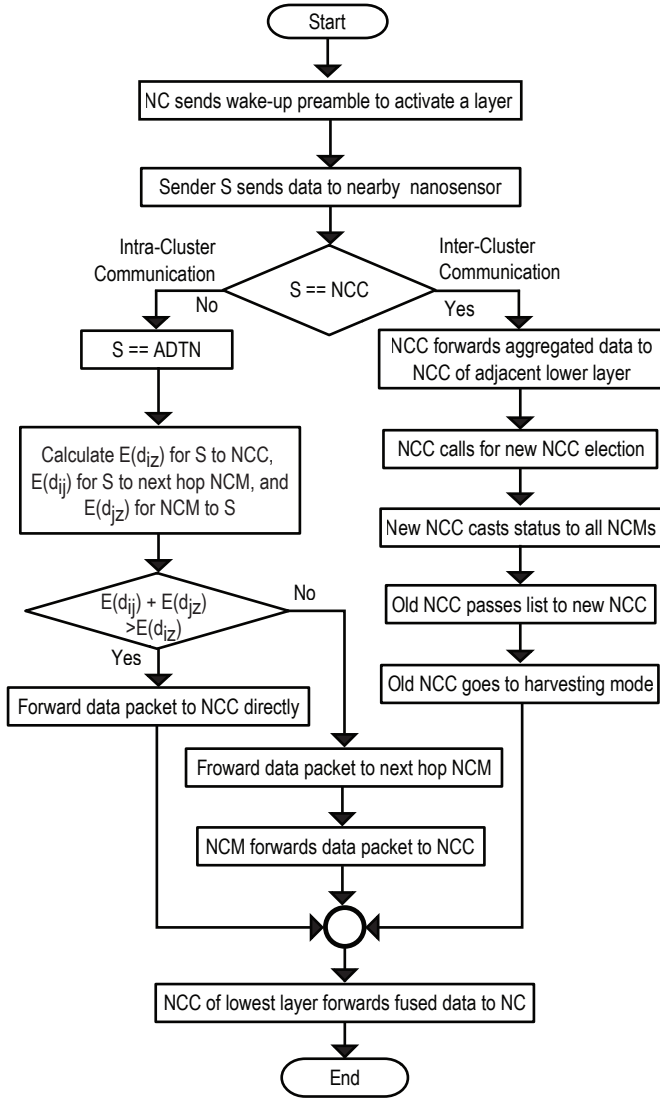 Start
NC sends wake-up preamble to activate a layer
Sender S sends data to nearby nanosensor
Intra-Cluster
Communication
Inter-Cluster
Communication
S == NCC
No
Yes
S == ADTN
NCC forwards aggregated data to
NCC of adjacent lower layer
Calculate E(diz) for S to NCC,
E(dij) for S to next hop NCM, and
E(djz) for NCM to S
NCC calls for new NCC election
New NCC casts status to all NCMs
E(dij) + E(djz)
>E(diz)
No
Yes
Old NCC passes list to new NCC
Forward data packet to NCC directly
Old NCC goes to harvesting mode
Froward data packet to next hop NCM
NCM forwards data packet to NCC
NCC of lowest layer forwards fused data to NC
End